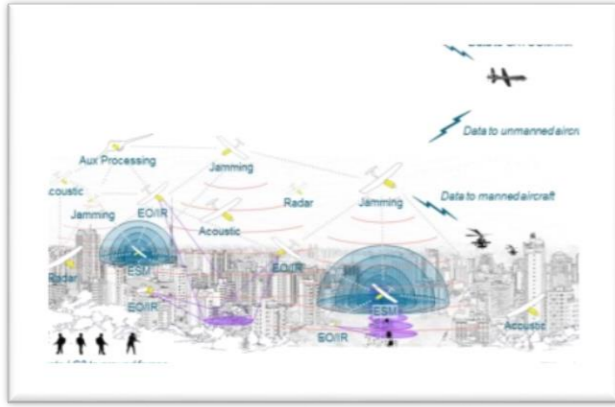 Data to unmanned aircr
Aux Processing
Jamming
coustic
Radar
Jamming
Data to manned aircraft
Jamming
EO/IR
Acoustic
EO/IR
ESM
Radar
EO/IR
ESM
Acoustic
EO/IR